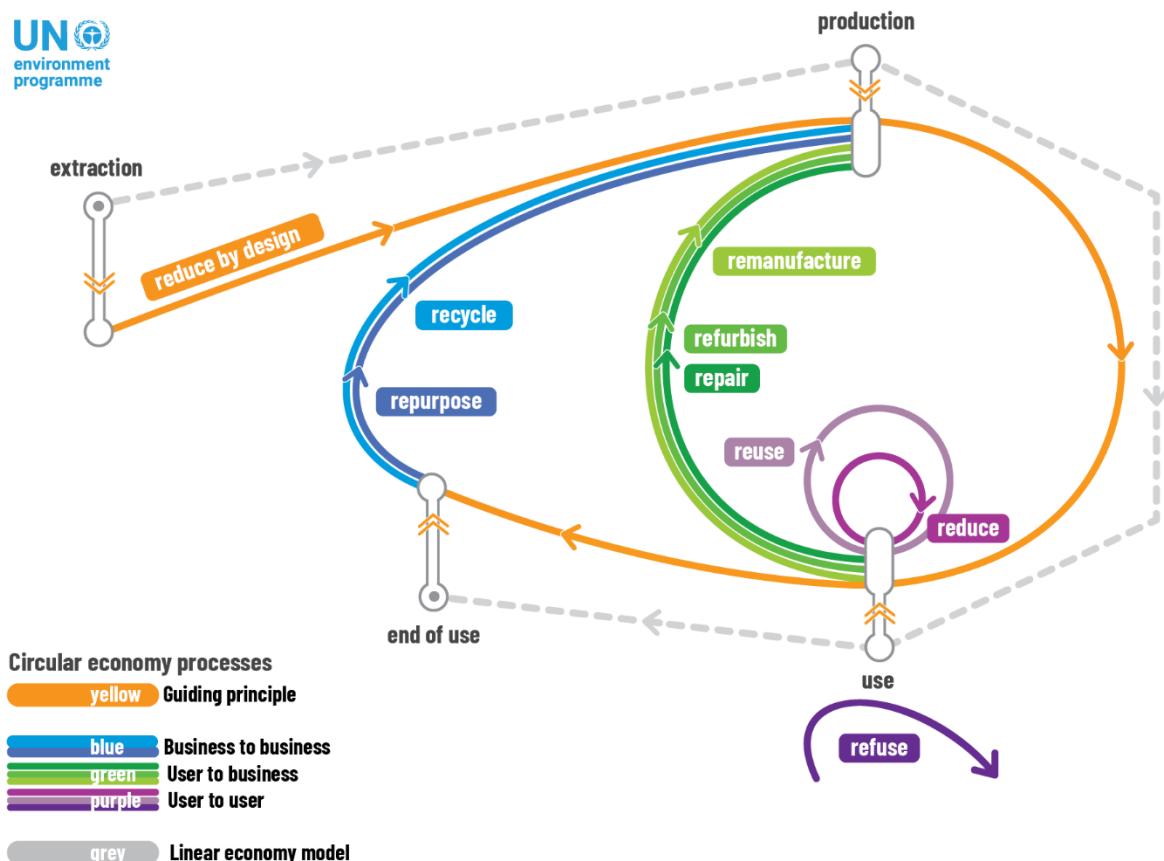 UN
environment
programme
production
extraction
reduce by design
remanufacture
recycle
refurbish
repair
repurpose
reuse
reduce
end of use
use
refuse
Circular economy processes
yellow Guiding principle
blue Business to business
green User to business
purple User to user
grey Linear economy model